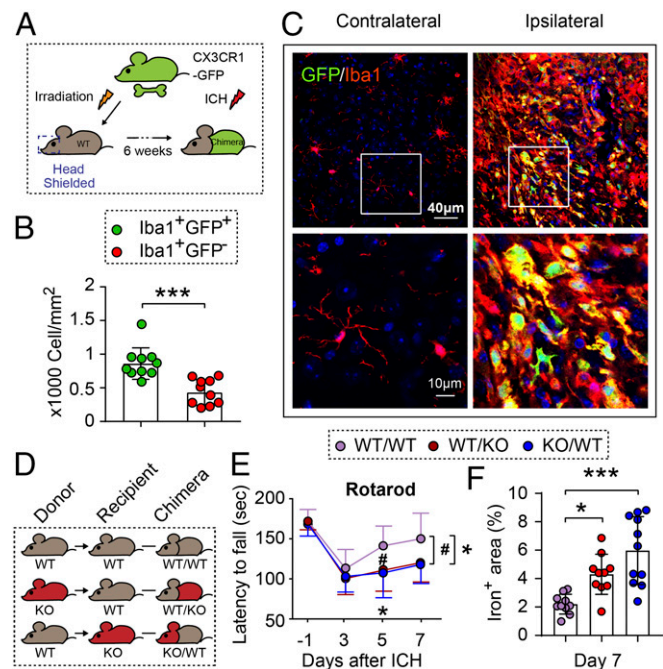 A
CX3CR1
-GFP
Irradiation
ICH
WT
Chimera
6 weeks
Head
Shielded
B
Iba1+GFP+
Iba1+GFP-
***
x1000 Cell/mm2
2
1.5
1
0.5
0
C
Contralateral Ipsilateral
GFP/Iba1
40μm
10μm
D
Donor Recipient Chimera
WT WT WT/WT
KO WT WT/KO
WT KO KO/WT
WT/WT WT/KO KO/WT
E
Rotarod
Latency to fall (sec)
200
150
100
50
0
#
*
# *
-1 3 5 7
Days after ICH
F
***
*
Iron+ area (%)
10
8
6
4
2
0
Day 7